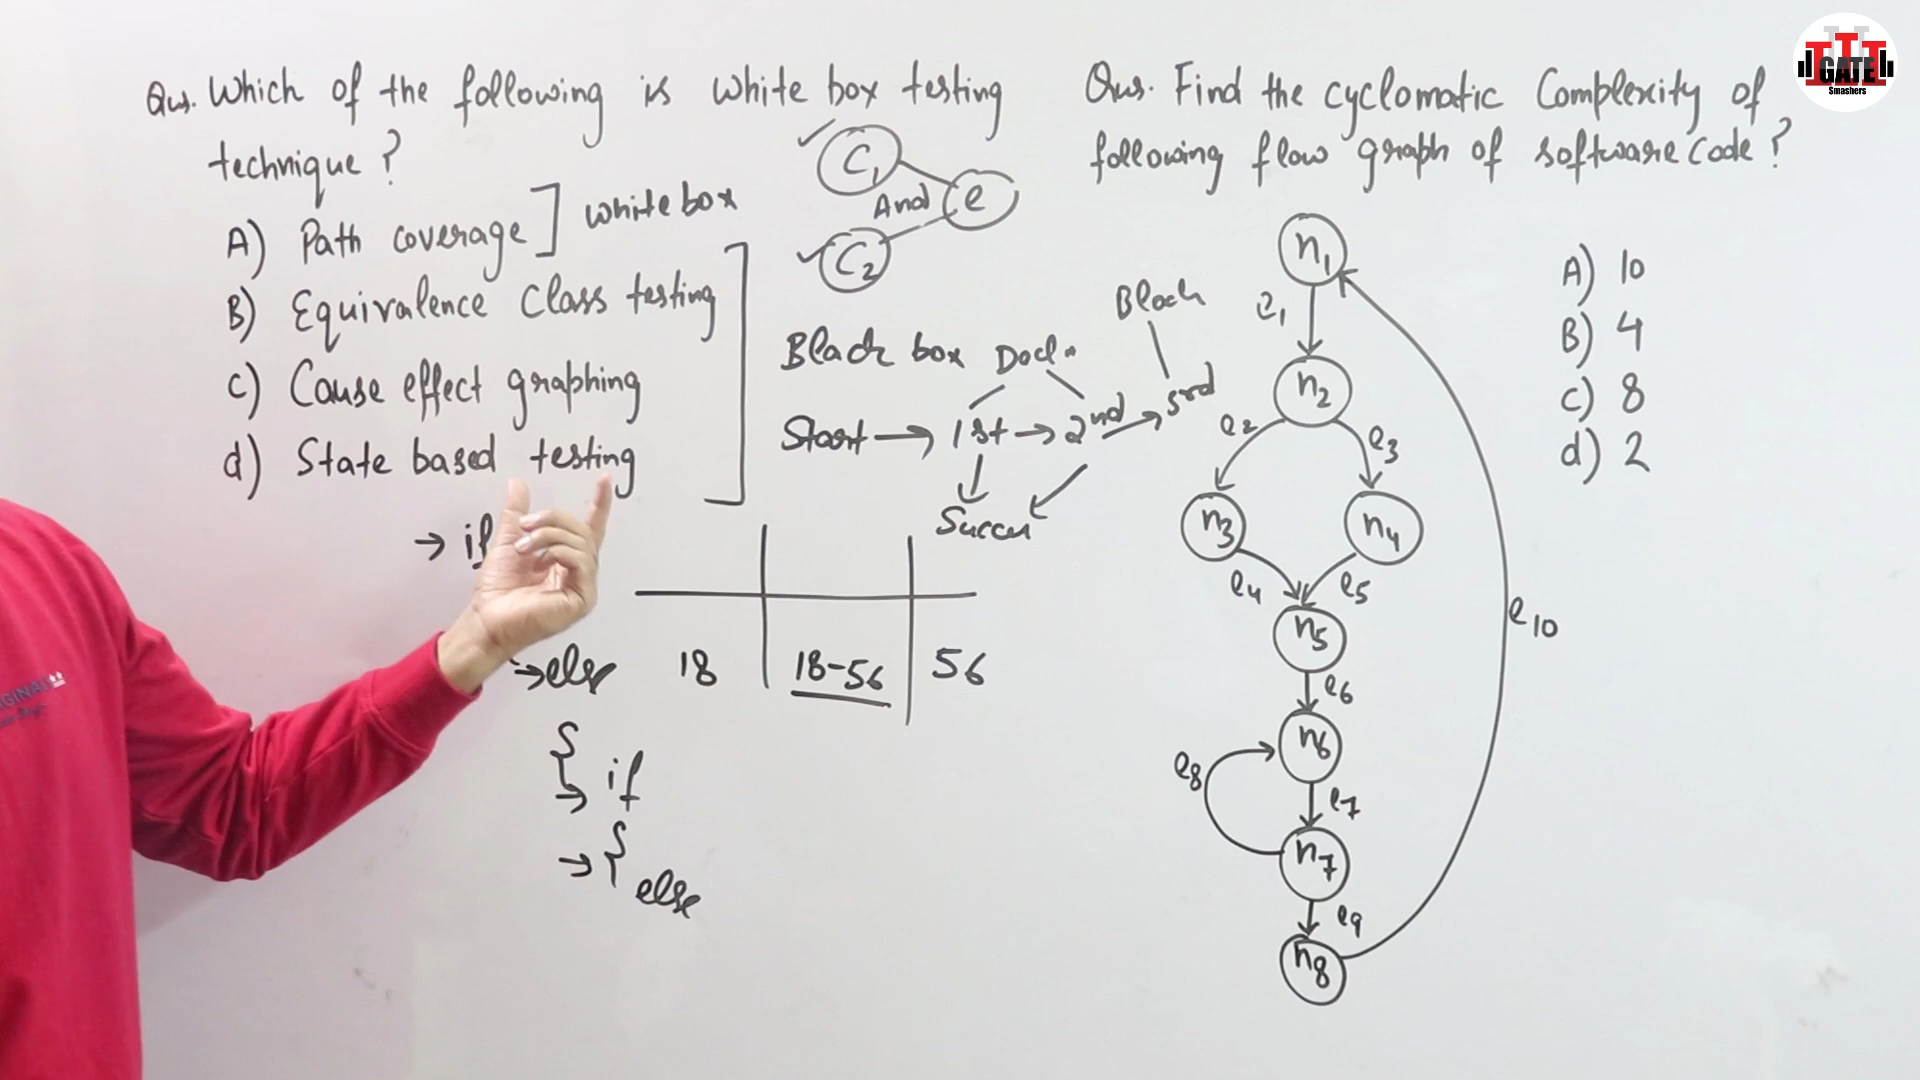 Qus. Which of the following is white box testing
technique?
A) Path coverage ] white box
B) Equivalence Class testing
C) Cause effect graphing
d) State based testing
C1
And e
C2
Black box
Block
Start → 1st → 2nd → 3rd
→ if
18 18-56 56
→ else
{
→ if
→ {
else
Qus. Find the cyclomatic Complexity of
following flow graph of software code?
n1
e1
n2
e2 e3
n3 n4
e4 e5
n5
e6
n6
e8 e7
n7
e9
n8
e10
A) 10
B) 4
C) 8
d) 2
GATE
Smashers